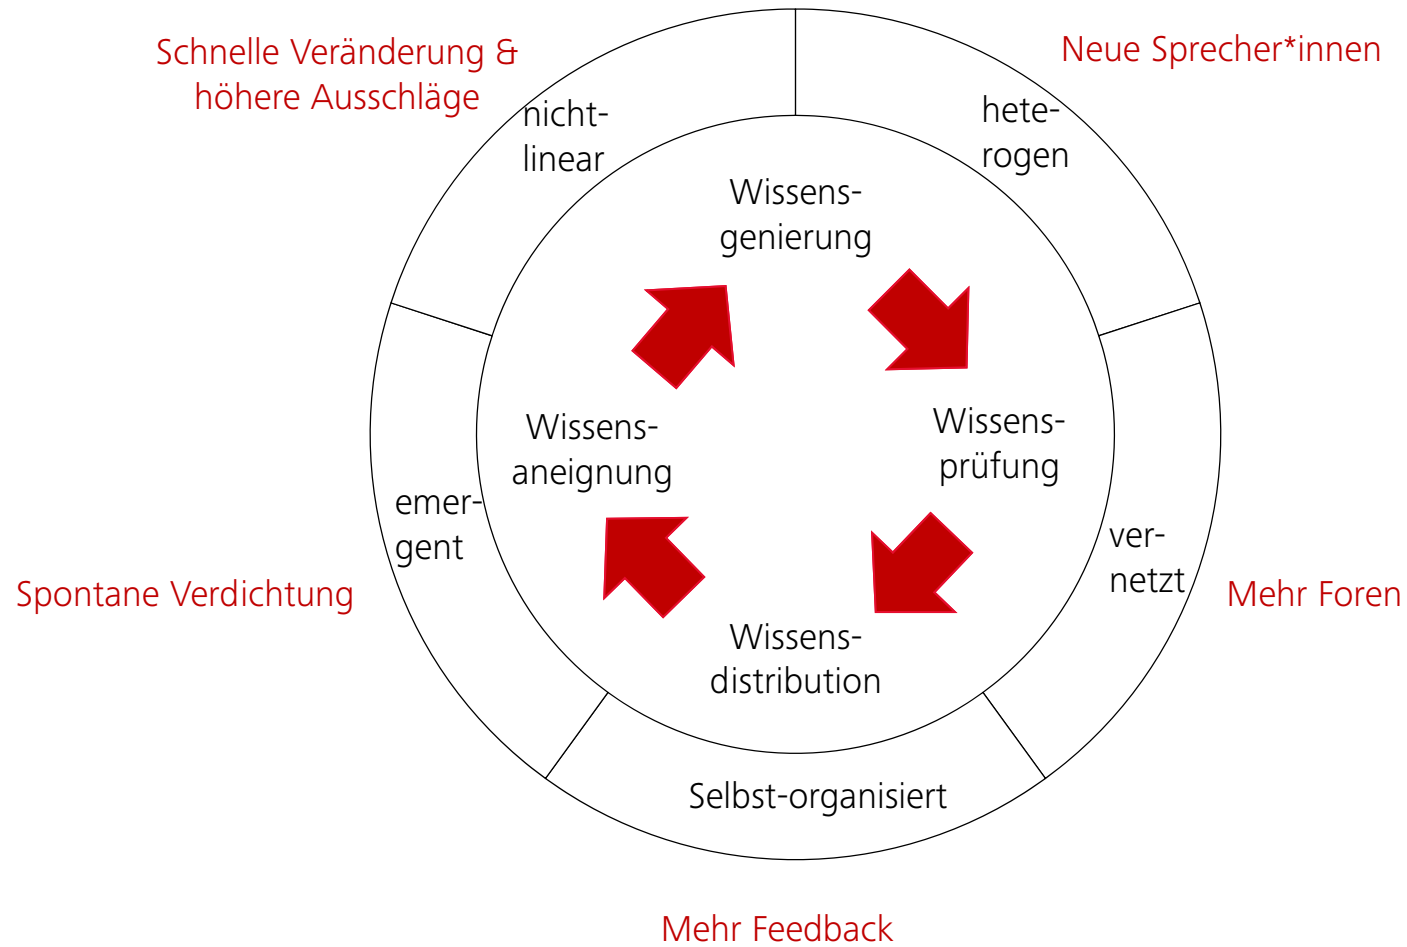 Schnelle Veränderung &
höhere Ausschläge
Neue Sprecher*innen
nicht-
linear
hete-
rogen
Wissens-
genierung
Wissens-
aneignung
Wissens-
prüfung
emer-
gent
ver-
netzt
Spontane Verdichtung
Mehr Foren
Wissens-
distribution
Selbst-organisiert
Mehr Feedback